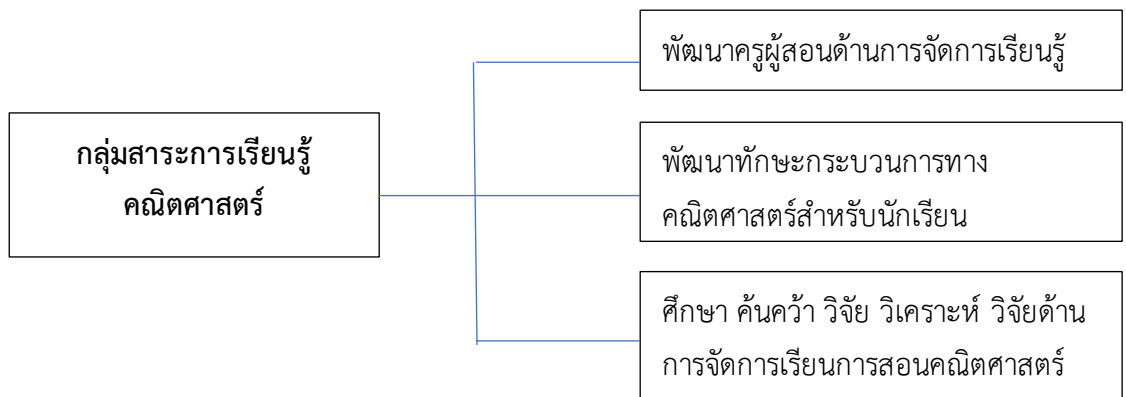 พัฒนาครูผู้สอนด้านการจัดการเรียนรู้
กลุ่มสาระการเรียนรู้
คณิตศาสตร์
พัฒนาทักษะกระบวนการทาง
คณิตศาสตร์สำหรับนักเรียน
ศึกษา ค้นคว้า วิจัย วิเคราะห์ วิจัยด้าน
การจัดการเรียนการสอนคณิตศาสตร์